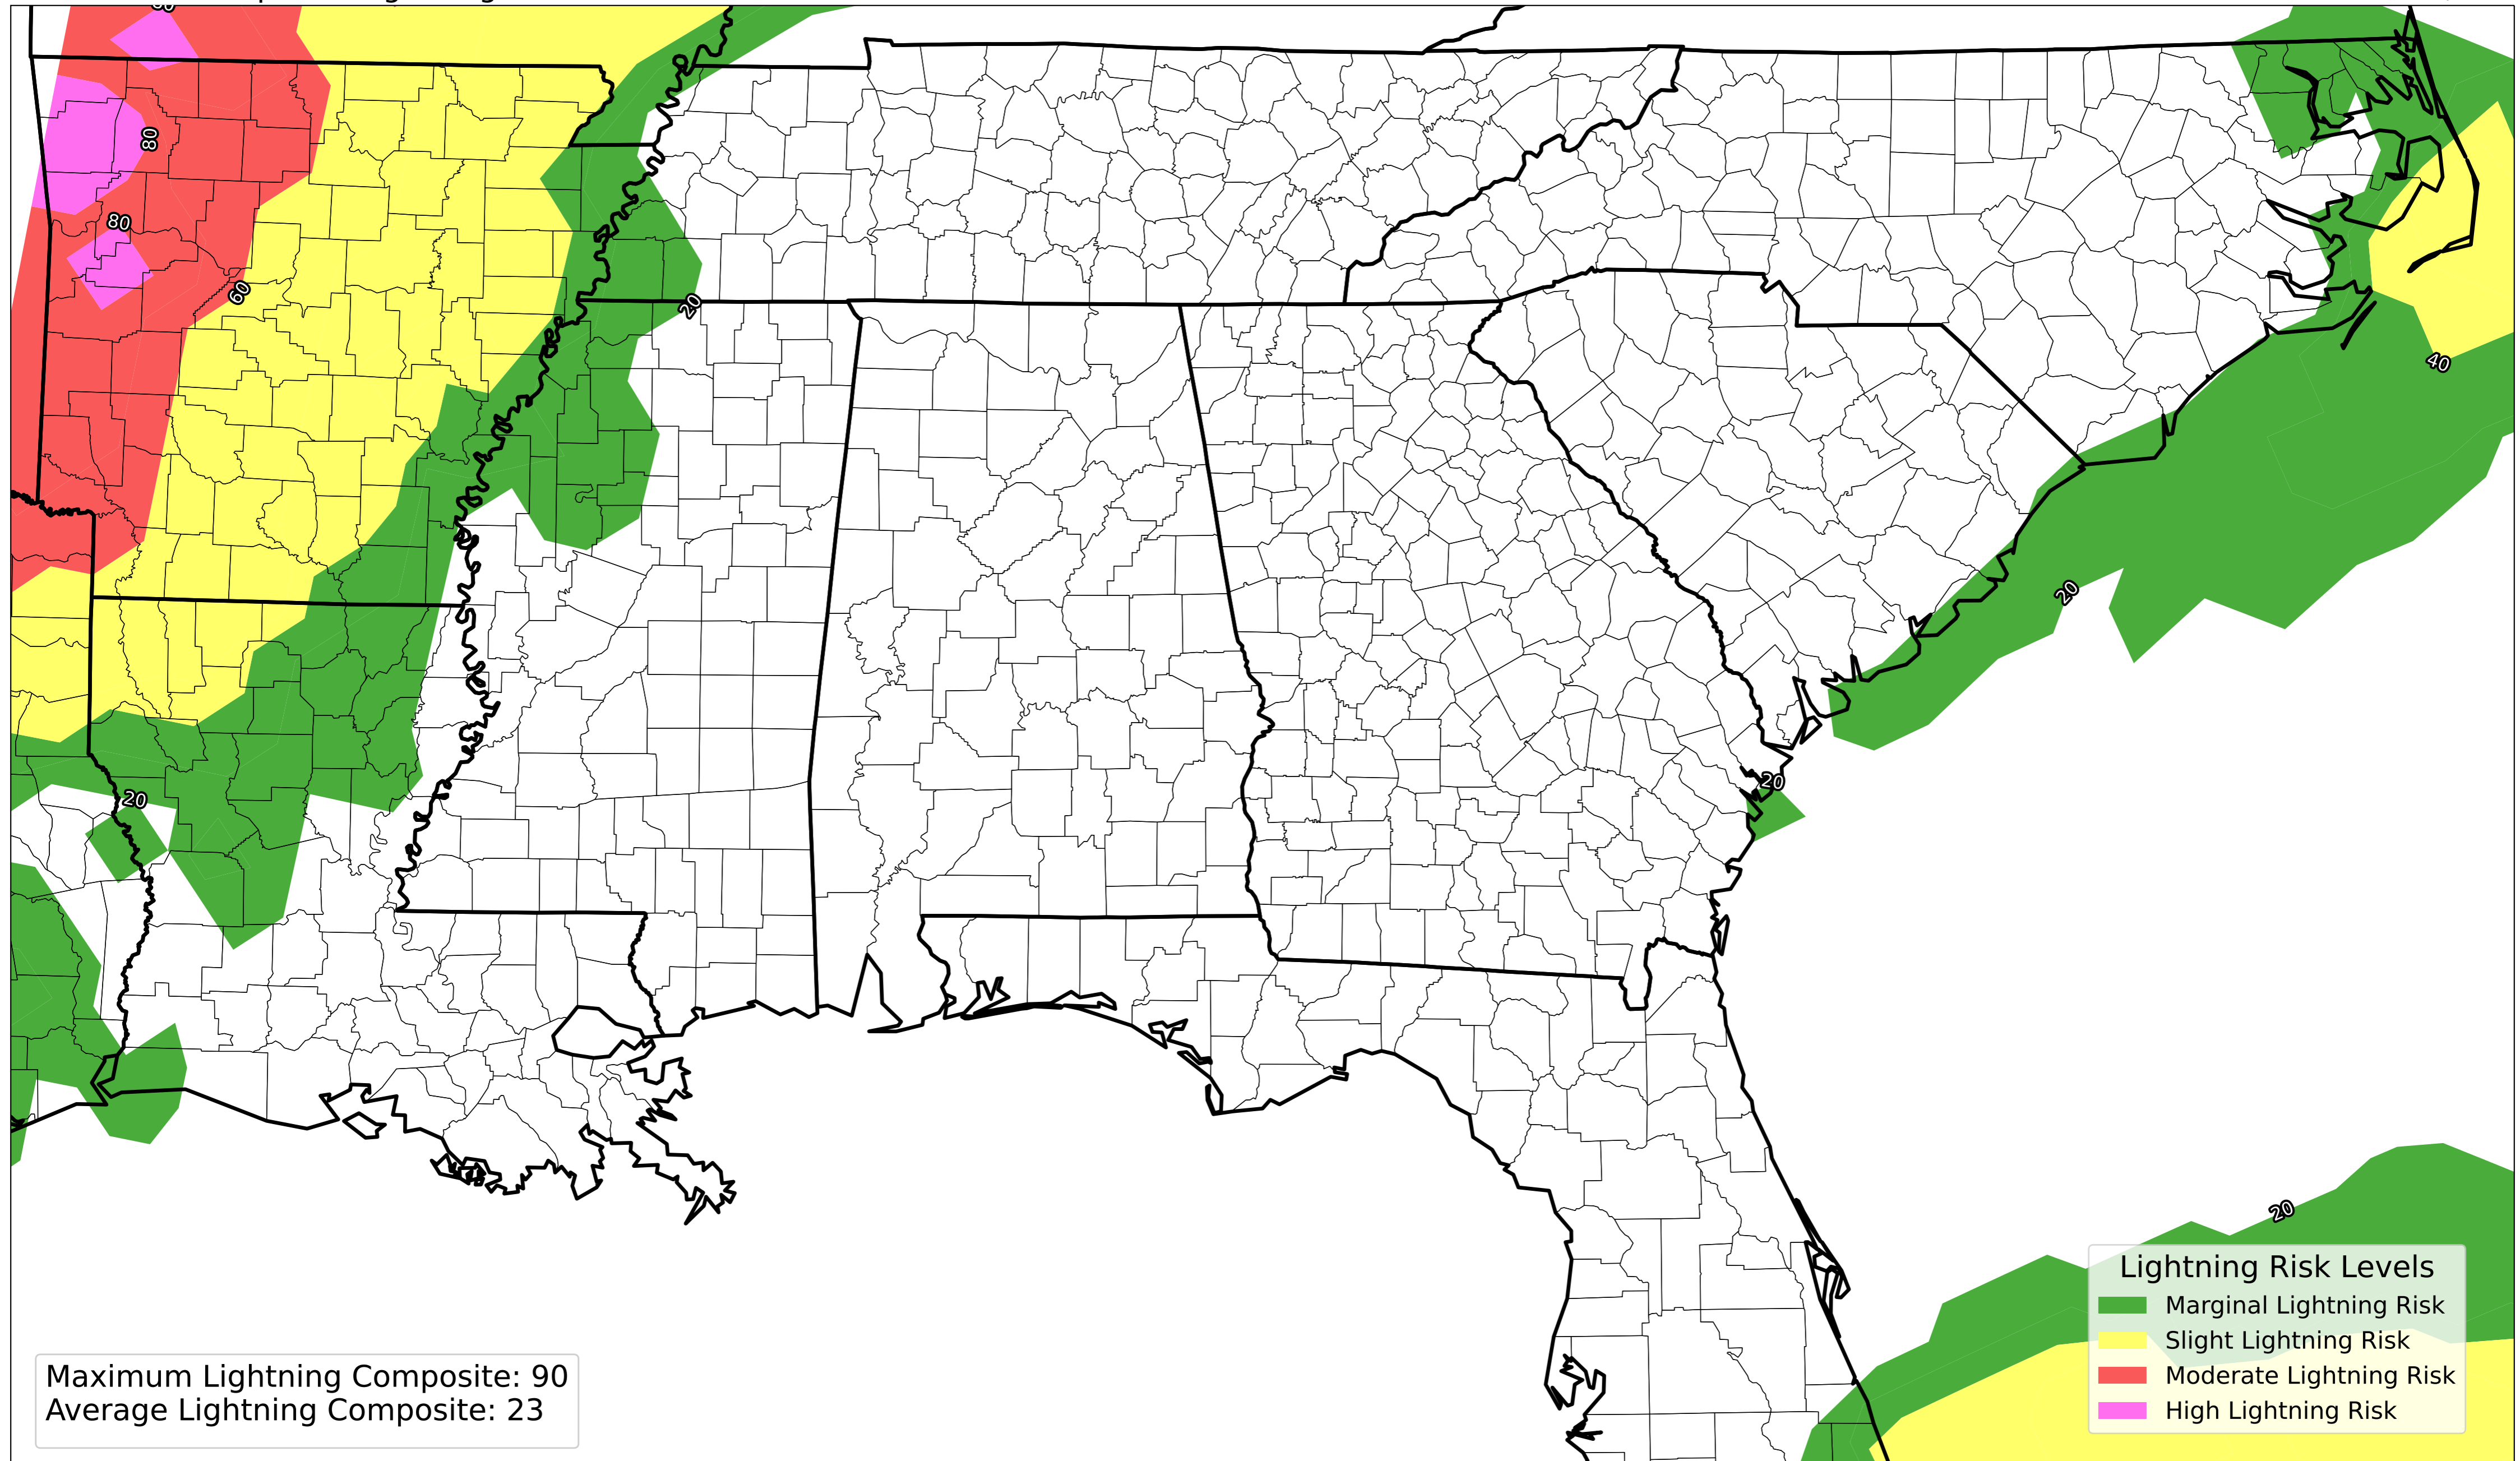 80
80
60
20
40
20
20
20
20
Lightning Risk Levels
Marginal Lightning Risk
Slight Lightning Risk
Moderate Lightning Risk
High Lightning Risk
Maximum Lightning Composite: 90
Average Lightning Composite: 23